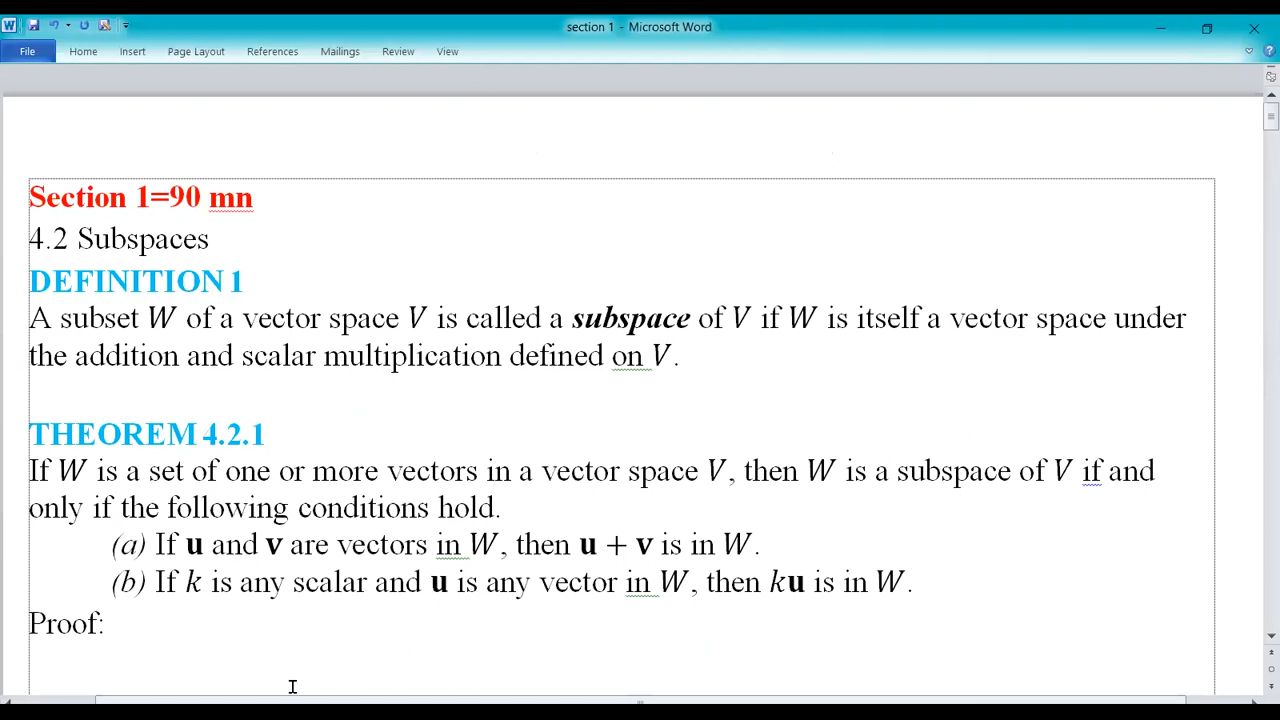 section 1 - Microsoft Word
File Home Insert Page Layout References Mailings Review View
Section 1=90 mn
4.2 Subspaces
DEFINITION 1
A subset W of a vector space V is called a subspace of V if W is itself a vector space under
the addition and scalar multiplication defined on V.
THEOREM 4.2.1
If W is a set of one or more vectors in a vector space V, then W is a subspace of V if and
only if the following conditions hold.
(a) If u and v are vectors in W, then u + v is in W.
(b) If k is any scalar and u is any vector in W, then ku is in W.
Proof: